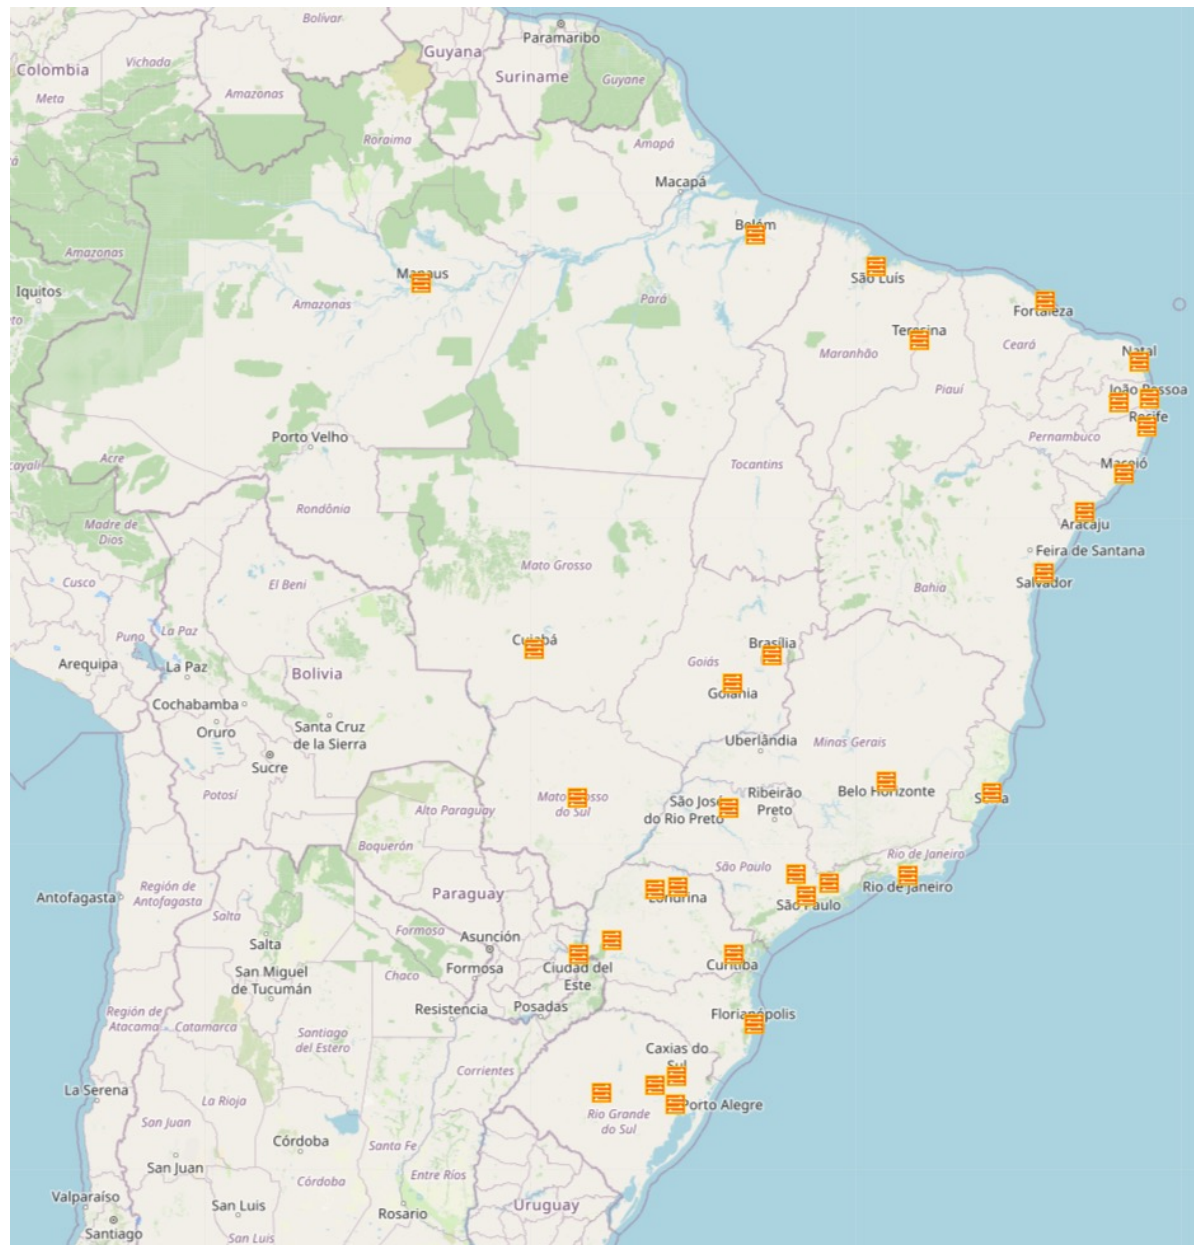 Bolívar
Paramaribo
Guyana
Vichada
Colombia
Suriname
Guyane
Amazonas
Meta
Roraima
Amapá
Macapá
Belém
Amazonas
Manaus
São Luís
Iquitos
Amazonas
Pará
Fortaleza
Teresina
Ceará
Maranhão
Natal
Piauí
João Pessoa
Recife
Porto Velho
Pernambuco
Acre
Tocantins
Maceió
Rondônia
Madre de
Dios
Aracaju
Feira de Santana
Mato Grosso
Cusco
El Beni
Salvador
Bahia
Puno
La Paz
Cuiabá
Brasília
Arequipa
La Paz
Goiás
Bolivia
Goiânia
Cochabamba
Santa Cruz
de la Sierra
Oruro
Uberlândia
Minas Gerais
Sucre
Potosí
Ribeirão
Preto
Belo Horizonte
Serra
Mato Grosso
do Sul
São José
do Rio Preto
Alto Paraguay
Boquerón
Rio de Janeiro
São Paulo
Región de
Antofagasta
Antofagasta
Paraguay
Londrina
Rio de Janeiro
São Paulo
Salta
Formosa
Asunción
Salta
Ciudad del
Este
Curitiba
San Miguel
de Tucumán
Formosa
Chaco
Resistencia
Posadas
Región de
Atacama
Catamarca
Santiago
del Estero
Florianópolis
Caxias do
Sul
Corrientes
La Serena
La Rioja
Porto Alegre
Rio Grande
do Sul
San Juan
Córdoba
Santa Fe
San Juan
Córdoba
Entre Ríos
Valparaíso
San Luis
Rosario
Uruguay
Santiago
San Luis